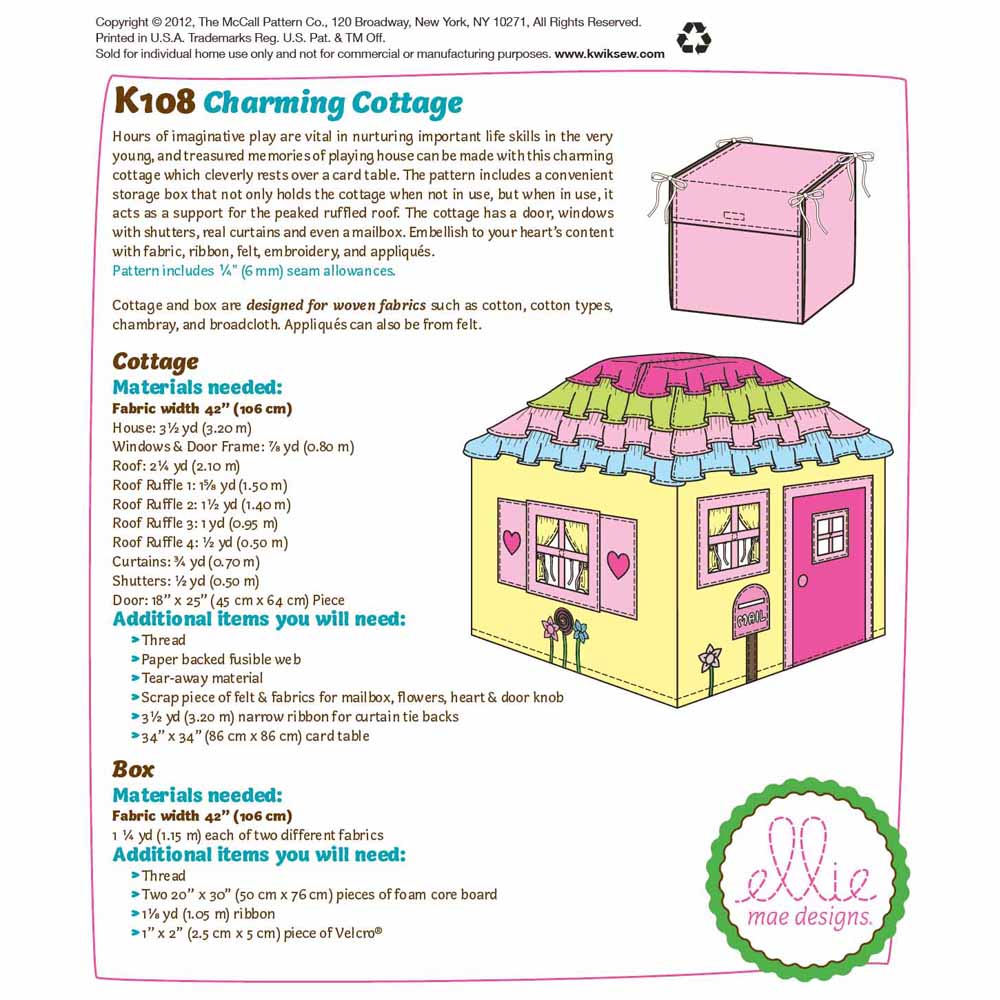 Copyright © 2012, The McCall Pattern Co., 120 Broadway, New York, NY 10271, All Rights Reserved.
Printed in U.S.A. Trademarks Reg. U.S. Pat. & TM Off.
Sold for individual home use only and not for commercial or manufacturing purposes. www.kwiksew.com
K108 Charming Cottage
Hours of imaginative play are vital in nurturing important life skills in the very
young, and treasured memories of playing house can be made with this charming
cottage which cleverly rests over a card table. The pattern includes a convenient
storage box that not only holds the cottage when not in use, but when in use, it
acts as a support for the peaked ruffled roof. The cottage has a door, windows
with shutters, real curtains and even a mailbox. Embellish to your heart's content
with fabric, ribbon, felt, embroidery, and appliqués.
Pattern includes ¼" (6 mm) seam allowances.
Cottage and box are designed for woven fabrics such as cotton, cotton types,
chambray, and broadcloth. Appliqués can also be from felt.
Cottage
Materials needed:
Fabric width 42” (106 cm)
House: 3½ yd (3.20 m)
Windows & Door Frame: ⅞ yd (0.80 m)
Roof: 2¼ yd (2.10 m)
Roof Ruffle 1: 1⅝ yd (1.50 m)
Roof Ruffle 2: 1½ yd (1.40 m)
Roof Ruffle 3: 1 yd (0.95 m)
Roof Ruffle 4: ½ yd (0.50 m)
Curtains: ¾ yd (0.70 m)
Shutters: ½ yd (0.50 m)
Door: 18” x 25” (45 cm x 64 cm) Piece
Additional items you will need:
➢Thread
➢Paper backed fusible web
➢Tear-away material
➢Scrap piece of felt & fabrics for mailbox, flowers, heart & door knob
➢3½ yd (3.20 m) narrow ribbon for curtain tie backs
➢34” x 34” (86 cm x 86 cm) card table
MAIL
Box
Materials needed:
Fabric width 42” (106 cm)
1 ¼ yd (1.15 m) each of two different fabrics
Additional items you will need:
➢Thread
➢Two 20” x 30” (50 cm x 76 cm) pieces of foam core board
➢1⅛ yd (1.05 m) ribbon
➢1” x 2” (2.5 cm x 5 cm) piece of Velcro®
ellie
mae designs.